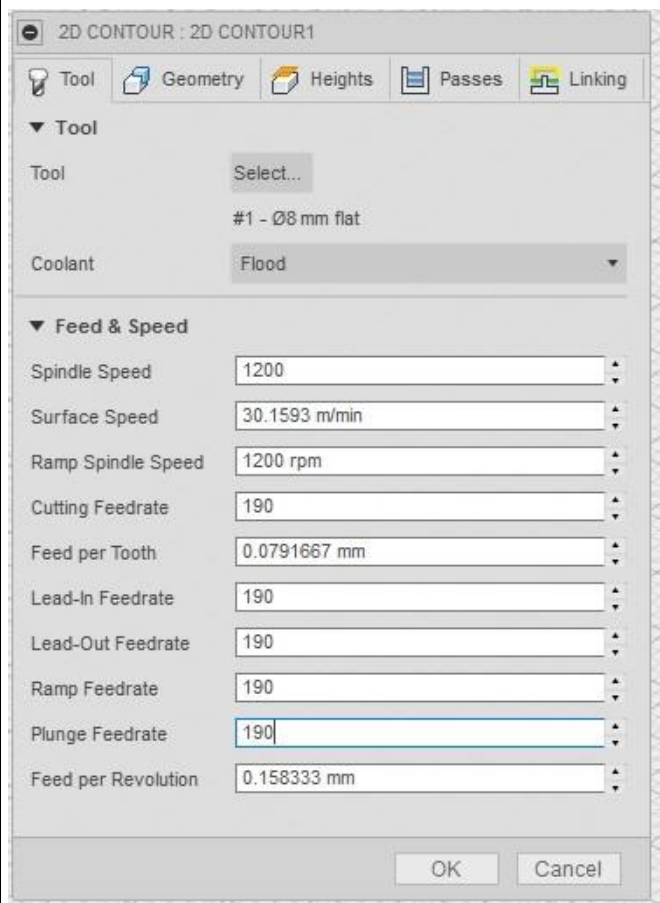 2D CONTOUR : 2D CONTOUR1
Tool Geometry Heights Passes Linking
Tool
Tool Select...
#1 - Ø8 mm flat
Coolant Flood
Feed & Speed
Spindle Speed 1200
Surface Speed 30.1593 m/min
Ramp Spindle Speed 1200 rpm
Cutting Feedrate 190
Feed per Tooth 0.0791667 mm
Lead-In Feedrate 190
Lead-Out Feedrate 190
Ramp Feedrate 190
Plunge Feedrate 190
Feed per Revolution 0.158333 mm
OK Cancel